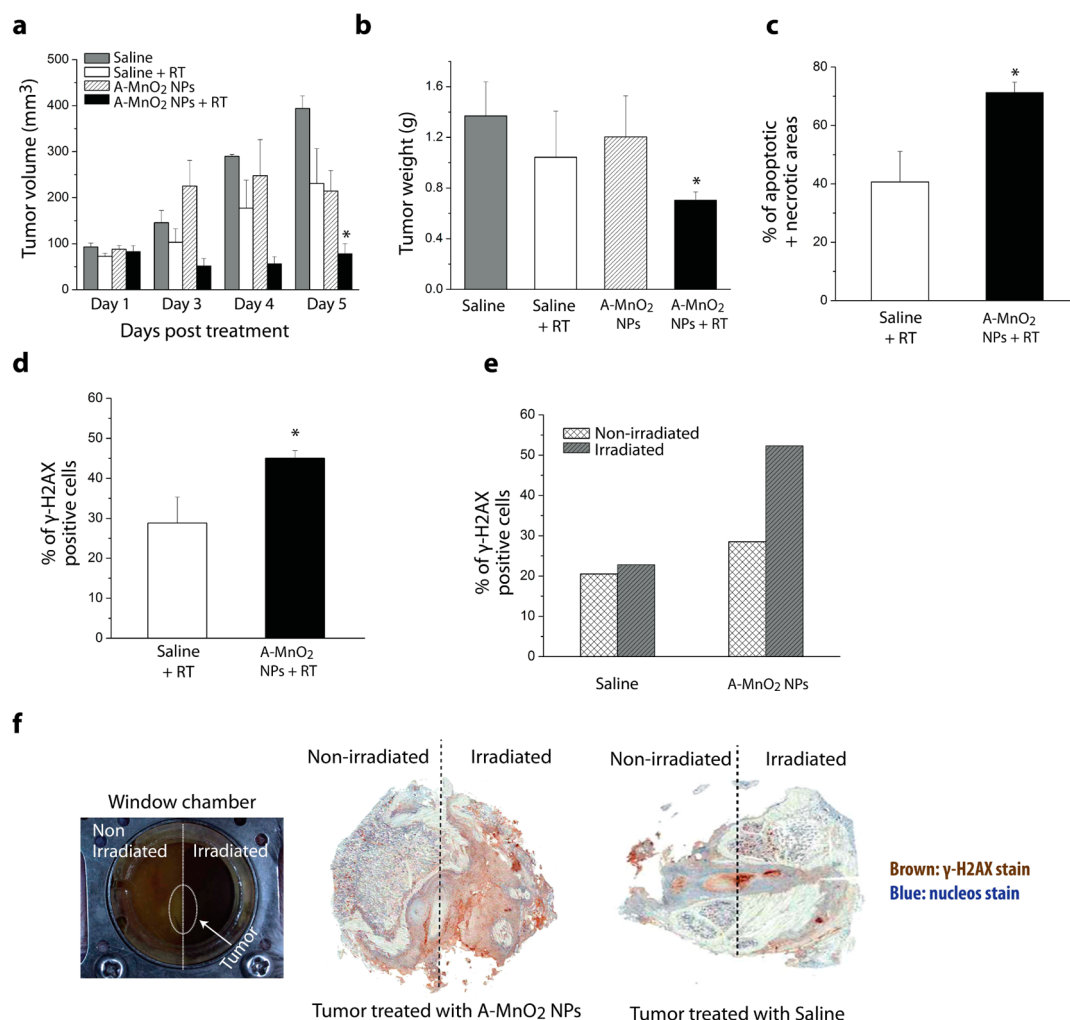 a
Tumor volume (mm3)
500
400
300
200
100
0
Saline
Saline + RT
A-MnO2 NPs
A-MnO2 NPs + RT
*
Day 1 Day 3 Day 4 Day 5
Days post treatment
b
Tumor weight (g)
1.8
1.2
0.6
0.0
*
Saline
Saline
+ RT
A-MnO2
NPs
A-MnO2
NPs + RT
c
% of apoptotic
+ necrotic areas
80
60
40
20
0
*
Saline
+ RT
A-MnO2
NPs + RT
d
% of γ-H2AX
positive cells
60
50
40
30
20
10
0
*
Saline
+ RT
A-MnO2
NPs + RT
e
% of γ-H2AX
positive cells
60
50
40
30
20
10
0
Non-irradiated
Irradiated
Saline
A-MnO2 NPs
f
Window chamber
Non
Irradiated
Irradiated
Tumor
Non-irradiated Irradiated
Tumor treated with A-MnO2 NPs
Non-irradiated Irradiated
Tumor treated with Saline
Brown: γ-H2AX stain
Blue: nucleos stain